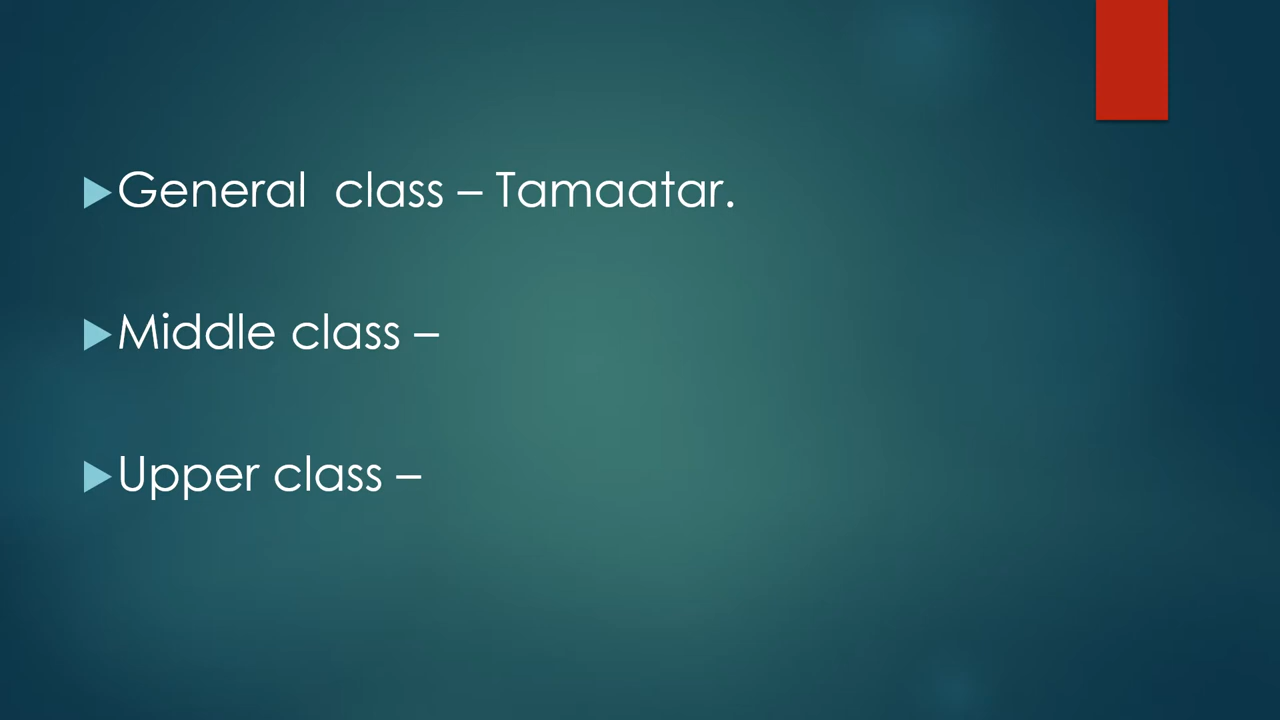 General  class – Tamaatar.
Middle class –
Upper class –